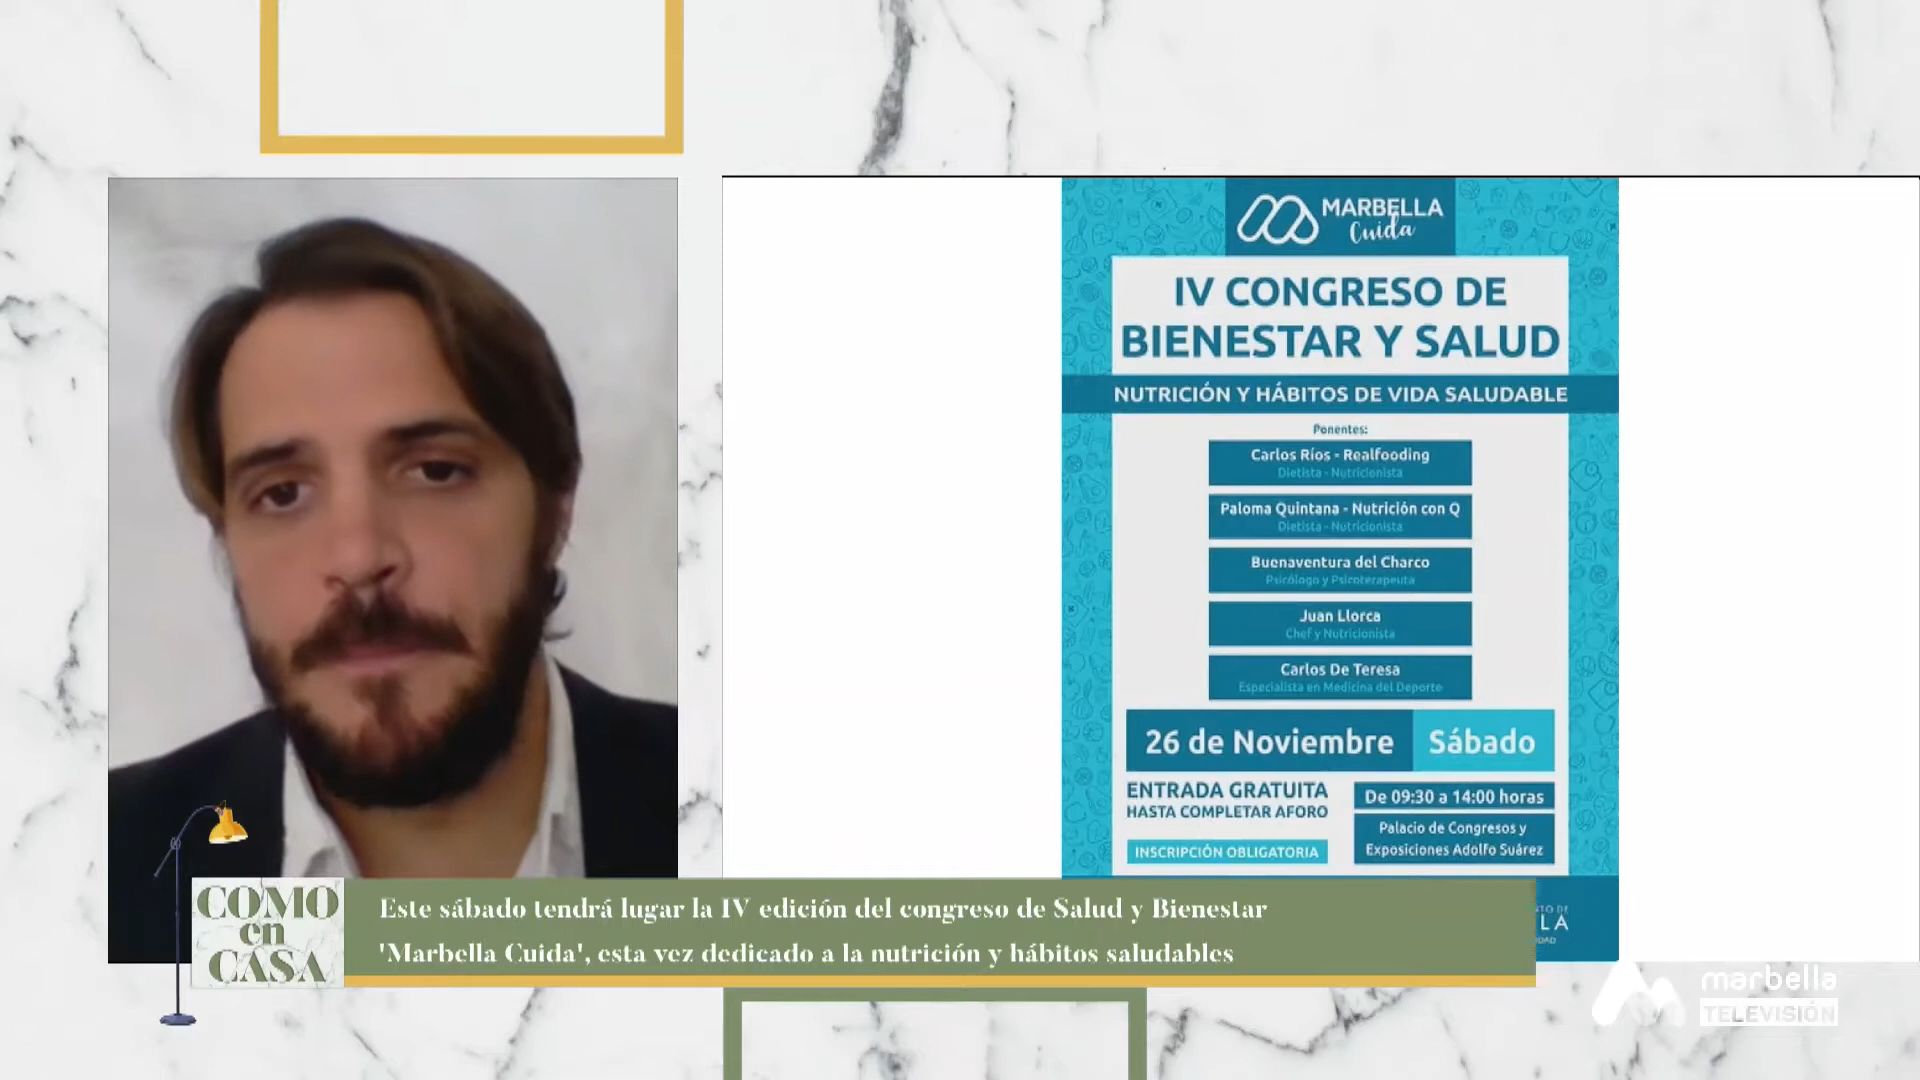 MARBELLA
Cuida
IV CONGRESO DE
BIENESTAR Y SALUD
NUTRICIÓN Y HÁBITOS DE VIDA SALUDABLE
Ponentes:
Carlos Ríos - Realfooding
Dietista - Nutricionista
Paloma Quintana - Nutrición con Q
Dietista - Nutricionista
Buenaventura del Charco
Psicólogo y Psicoterapeuta
Juan Llorca
Chef y Nutricionista
Carlos De Teresa
Especialista en Medicina del Deporte
26 de Noviembre Sábado
ENTRADA GRATUITA
HASTA COMPLETAR AFORO
INSCRIPCIÓN OBLIGATORIA
De 09:30 a 14:00 horas
Palacio de Congresos y
Exposiciones Adolfo Suárez
COMO
en
CASA
Este sábado tendrá lugar la IV edición del congreso de Salud y Bienestar
'Marbella Cuida', esta vez dedicado a la nutrición y hábitos saludables
marbella
TELEVISIÓN